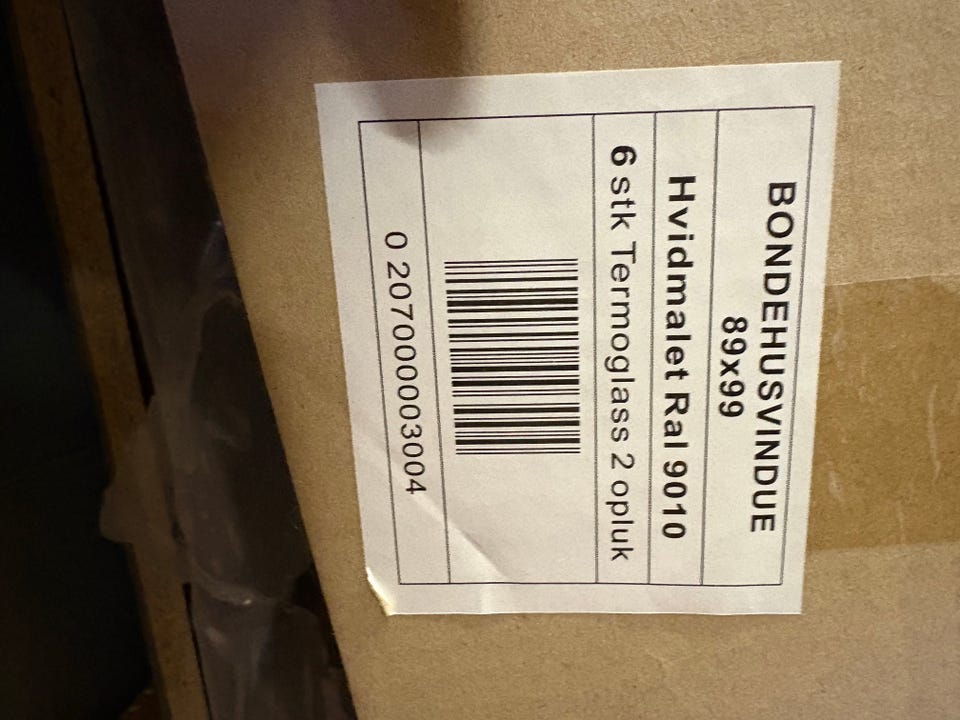 BONDEHUSVINDUE
89x99
Hvidmalet Ral 9010
6 stk Termoglass 2 opluk
0 207000003004